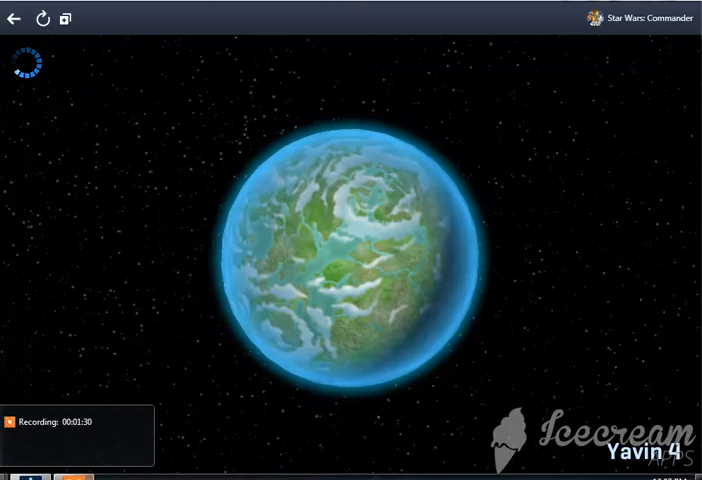 Star Wars: Commander
Recording: 00:01:30
Icecream
APPS
Yavin 4